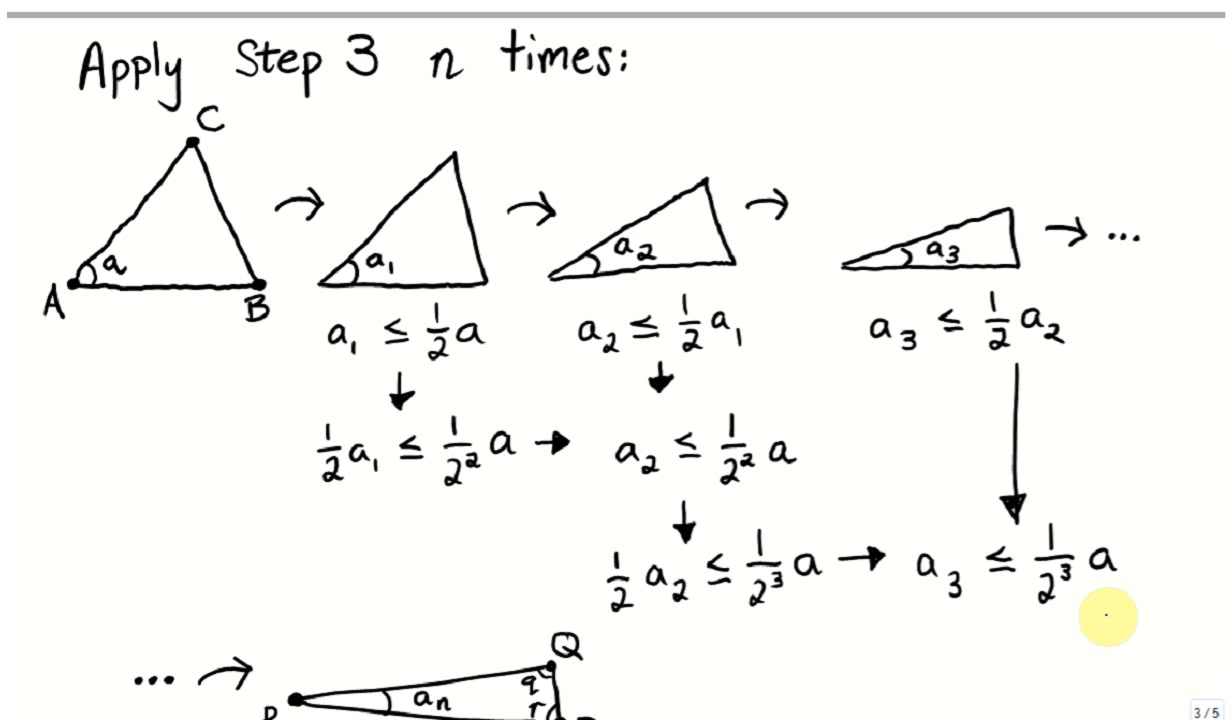 Apply Step 3 n times:
C
a
A
B
→
a₁
→
a₂
→
a₃
→ ...
a₁ ≤ 1/2 a
a₂ ≤ 1/2 a₁
a₃ ≤ 1/2 a₂
1/2 a₁ ≤ 1/2² a → a₂ ≤ 1/2² a
1/2 a₂ ≤ 1/2³ a → a₃ ≤ 1/2³ a
... →
Q
q
aₙ
r
3/5